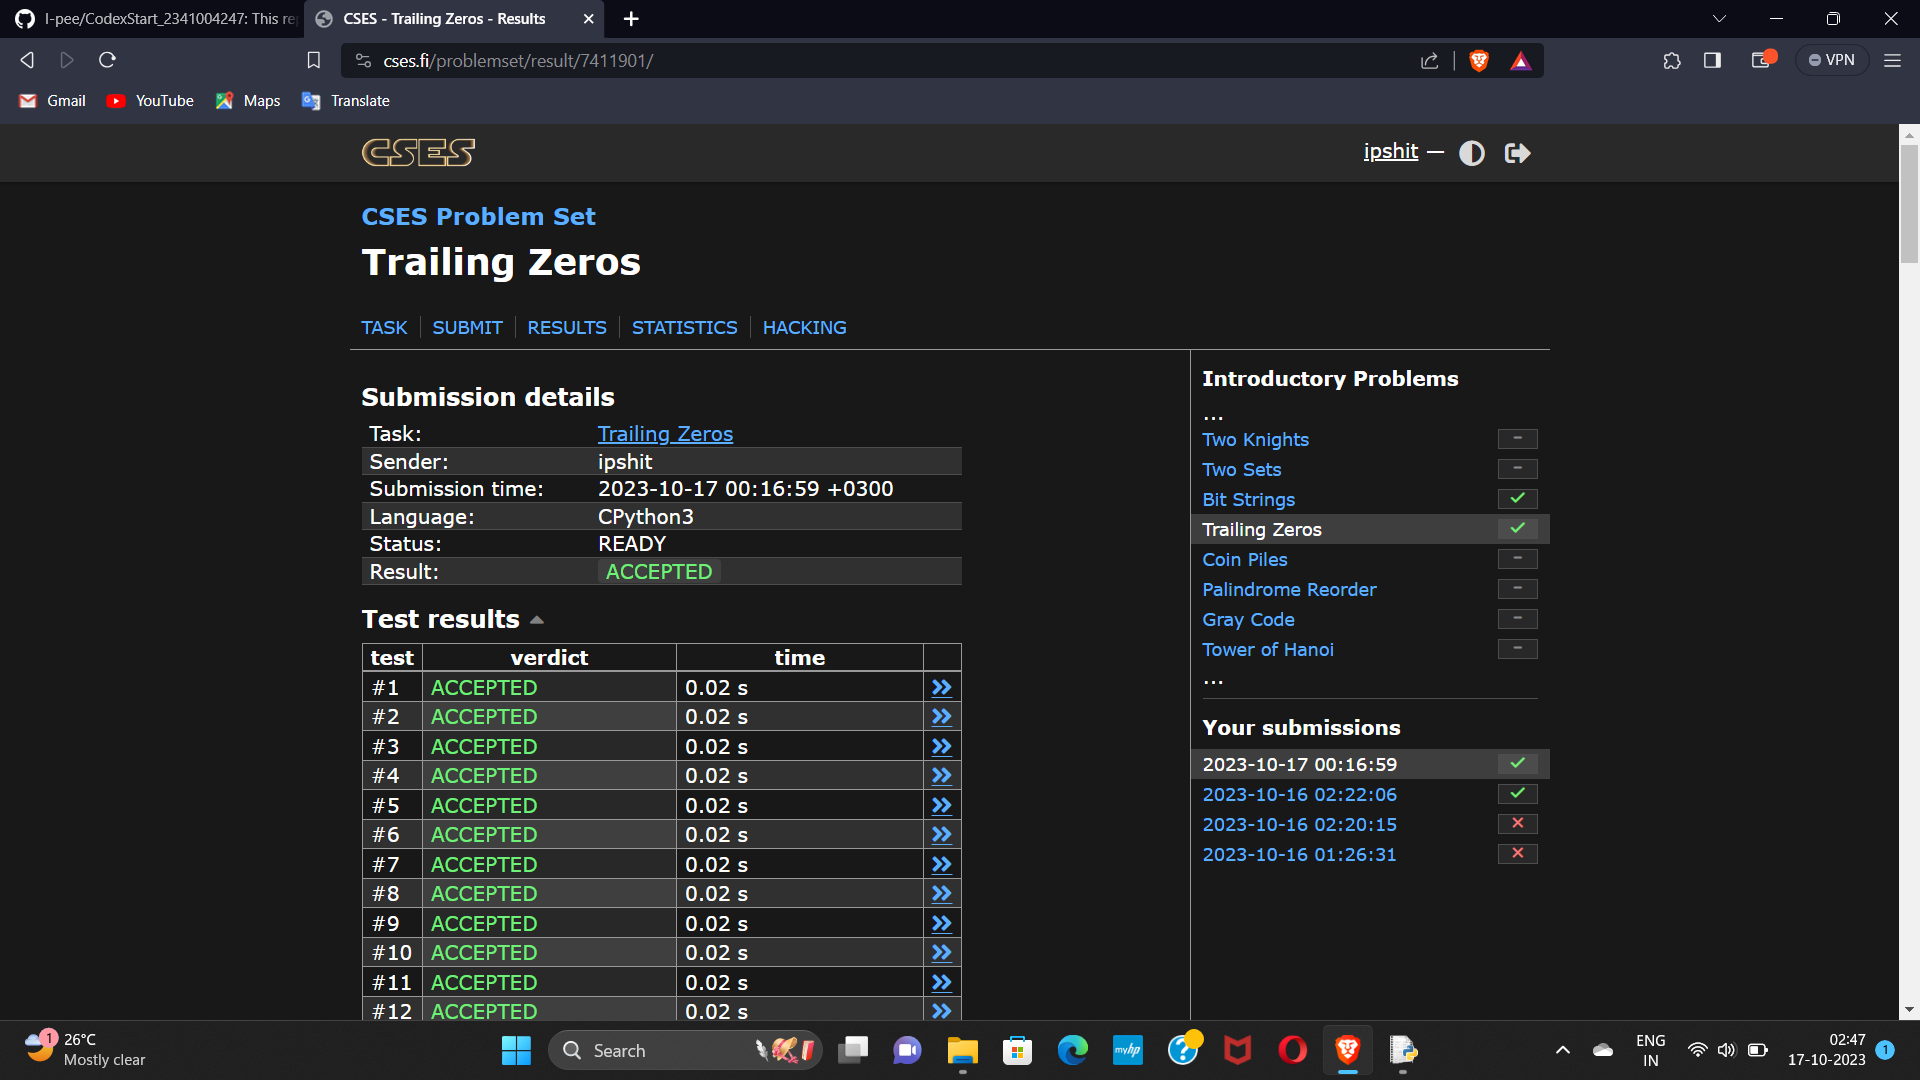 I-pee/CodexStart_2341004247: This re
CSES - Trailing Zeros - Results
cses.fi/problemset/result/7411901/
VPN
Gmail
YouTube
Maps
Translate
CSES
ipshit —
CSES Problem Set
Trailing Zeros
TASK
SUBMIT
RESULTS
STATISTICS
HACKING
Submission details
Task: Trailing Zeros
Sender: ipshit
Submission time: 2023-10-17 00:16:59 +0300
Language: CPython3
Status: READY
Result: ACCEPTED
Test results
test verdict time
#1 ACCEPTED 0.02 s »
#2 ACCEPTED 0.02 s »
#3 ACCEPTED 0.02 s »
#4 ACCEPTED 0.02 s »
#5 ACCEPTED 0.02 s »
#6 ACCEPTED 0.02 s »
#7 ACCEPTED 0.02 s »
#8 ACCEPTED 0.02 s »
#9 ACCEPTED 0.02 s »
#10 ACCEPTED 0.02 s »
#11 ACCEPTED 0.02 s »
#12 ACCEPTED 0.02 s »
Introductory Problems
...
Two Knights –
Two Sets –
Bit Strings ✓
Trailing Zeros ✓
Coin Piles –
Palindrome Reorder –
Gray Code –
Tower of Hanoi –
...
Your submissions
2023-10-17 00:16:59 ✓
2023-10-16 02:22:06 ✓
2023-10-16 02:20:15 ×
2023-10-16 01:26:31 ×
1
26°C
Mostly clear
Search
myhp
ENG
IN
02:47
17-10-2023
1